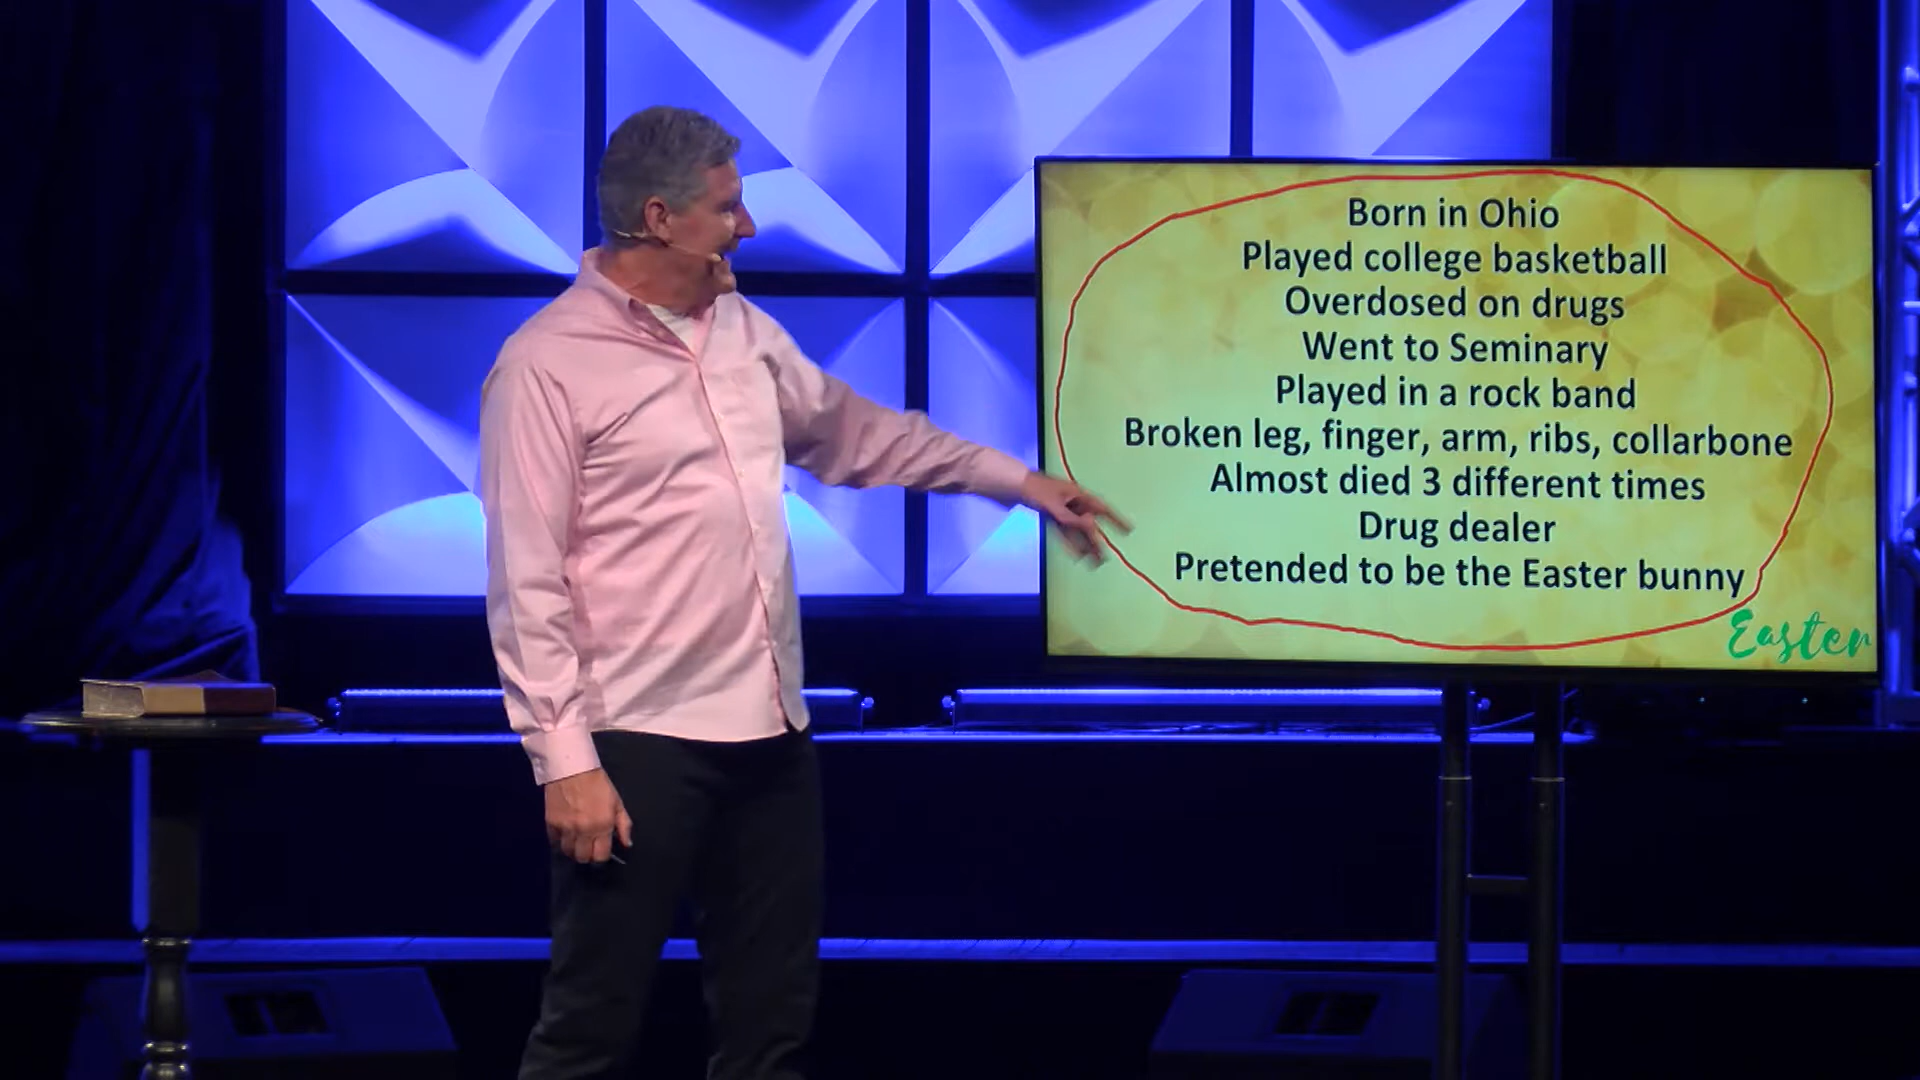 Born in Ohio
Played college basketball
Overdosed on drugs
Went to Seminary
Played in a rock band
Broken leg, finger, arm, ribs, collarbone
Almost died 3 different times
Drug dealer
Pretended to be the Easter bunny
Easter